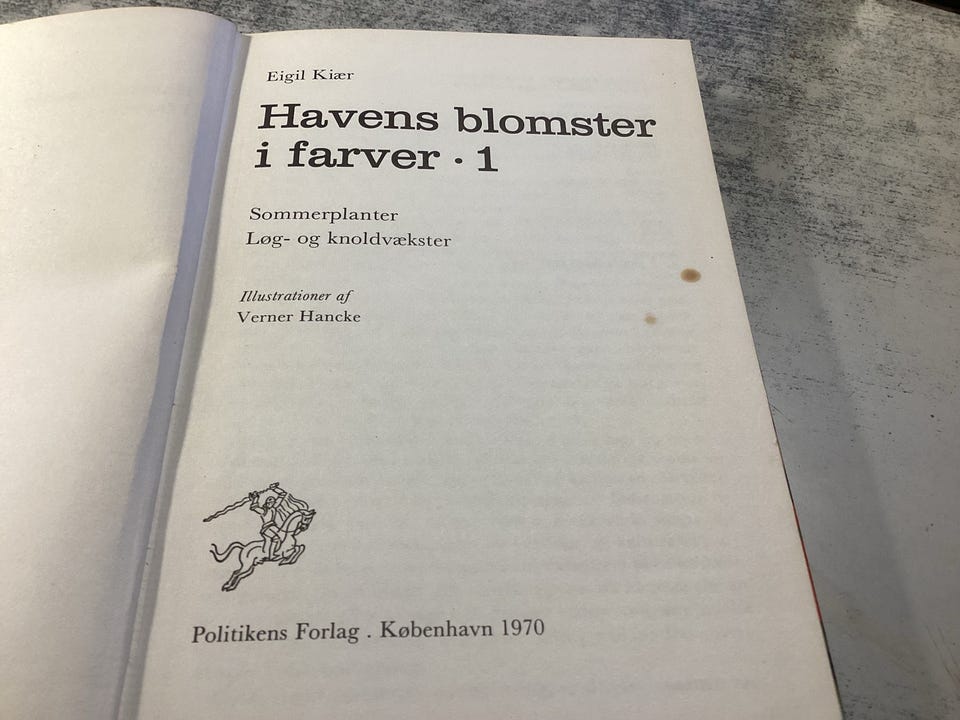 Eigil Kiær
Havens blomster
i farver · 1
Sommerplanter
Løg- og knoldvækster
Illustrationer af
Verner Hancke
Politikens Forlag . København 1970